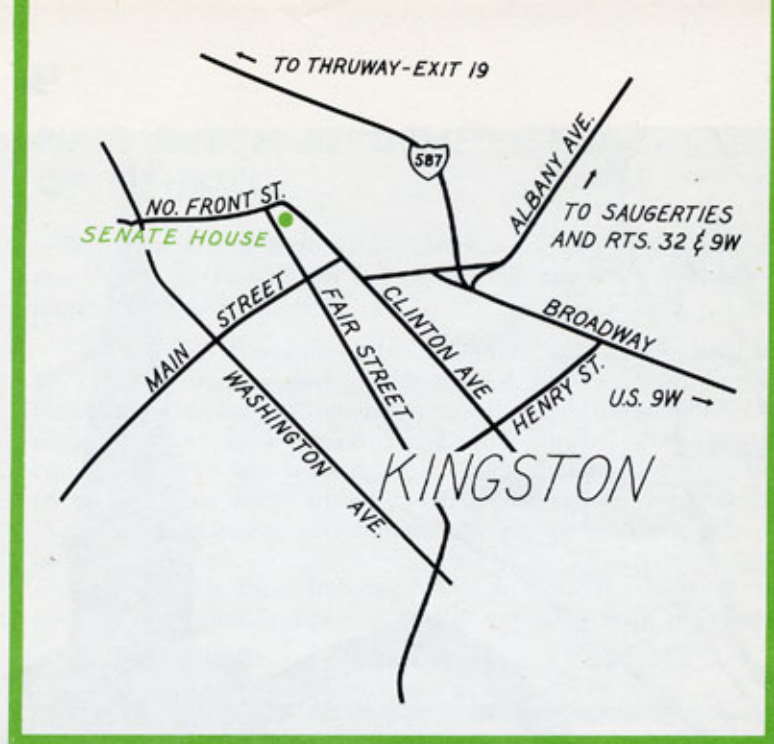 ← TO THRUWAY-EXIT 19
587
ALBANY AVE.
NO. FRONT ST.
SENATE HOUSE
TO SAUGERTIES
AND RTS. 32 & 9W
MAIN STREET
FAIR STREET
CLINTON AVE
BROADWAY
HENRY ST.
U.S. 9W →
WASHINGTON AVE.
KINGSTON